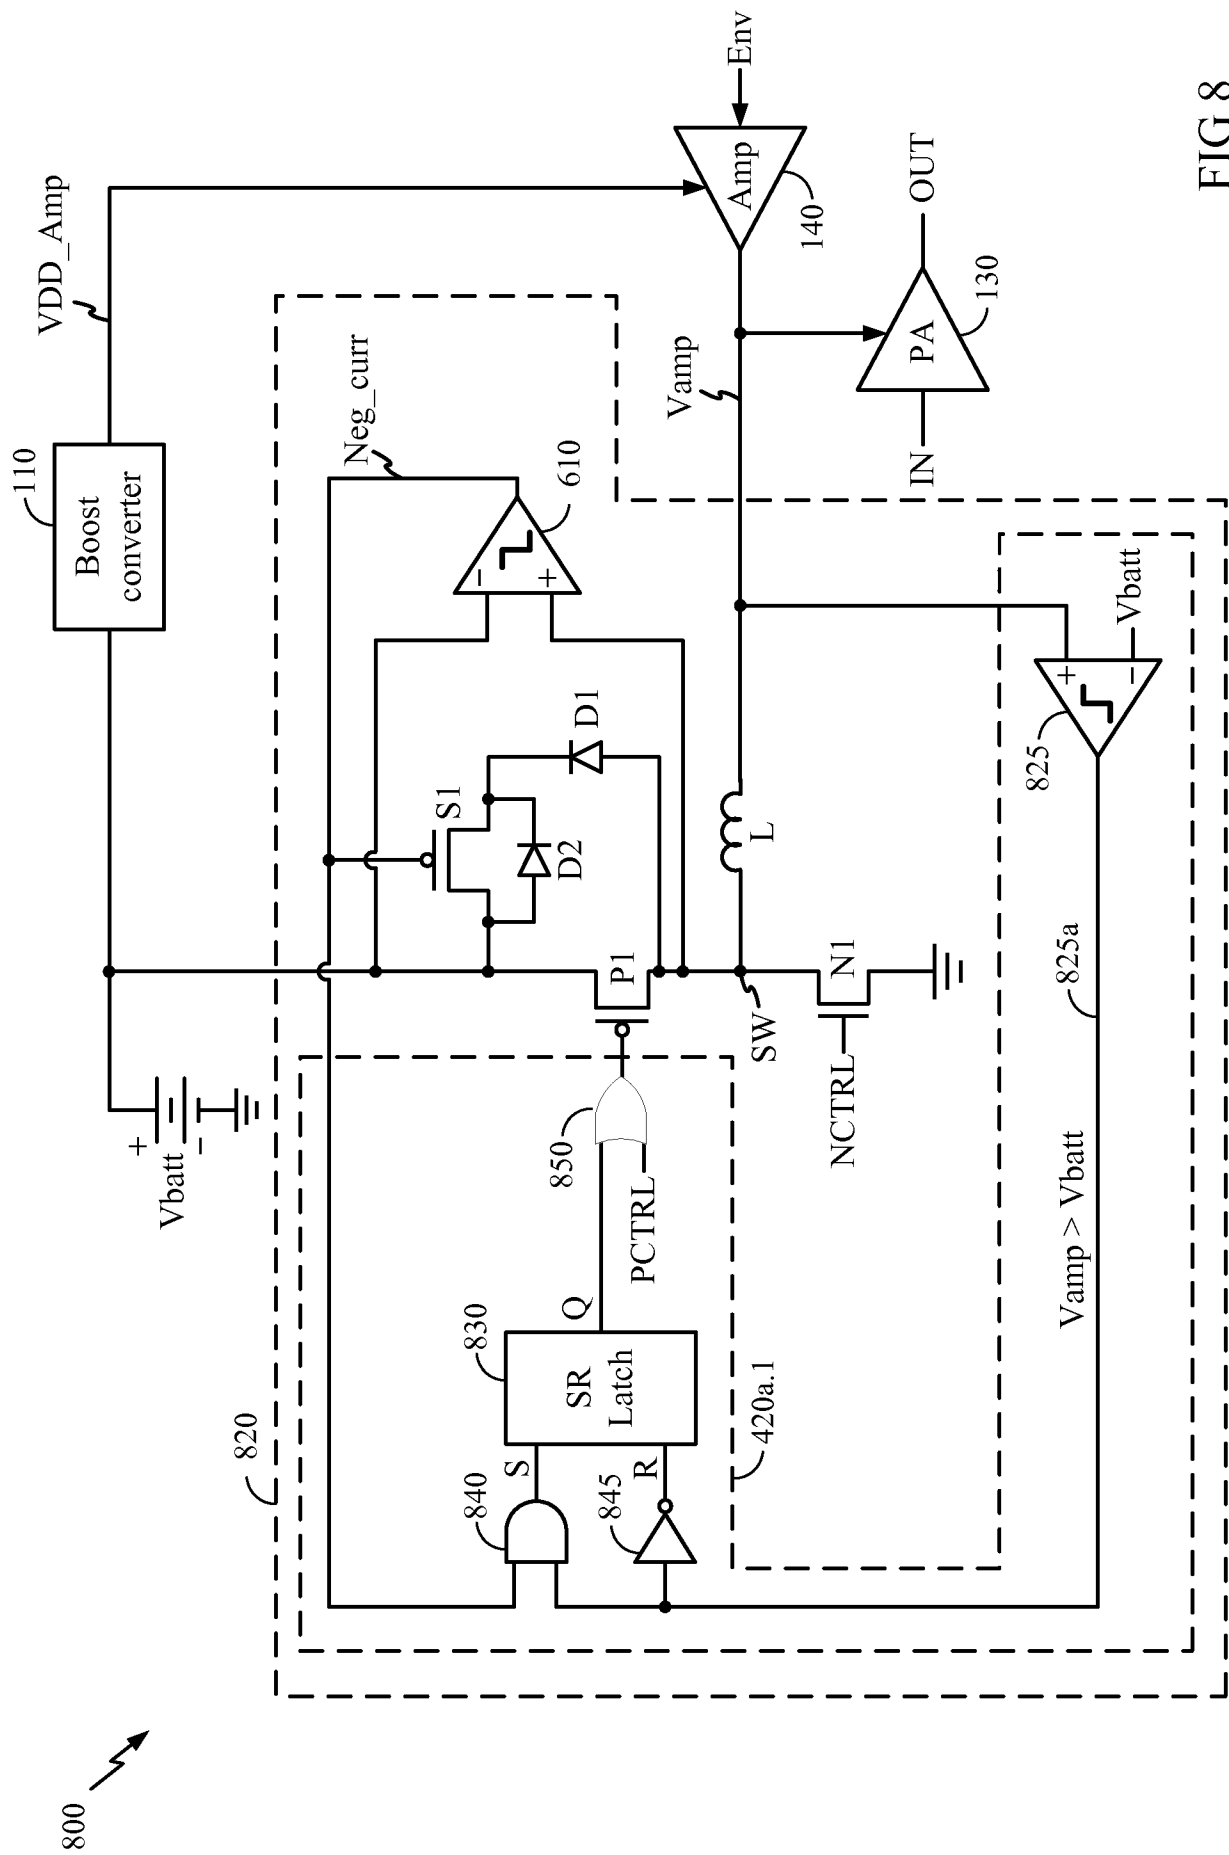 800
Vbatt
+
−
Boost
converter
110
VDD_Amp
820
Neg_curr
840
S
845
R
SR
Latch
830
Q
850
PCTRL
P1
S1
D2
D1
−
+
610
420a.1
SW
NCTRL
N1
L
Vamp
Amp
140
Env
IN
PA
130
OUT
Vamp > Vbatt
825a
825
+
−
Vbatt
FIG 8